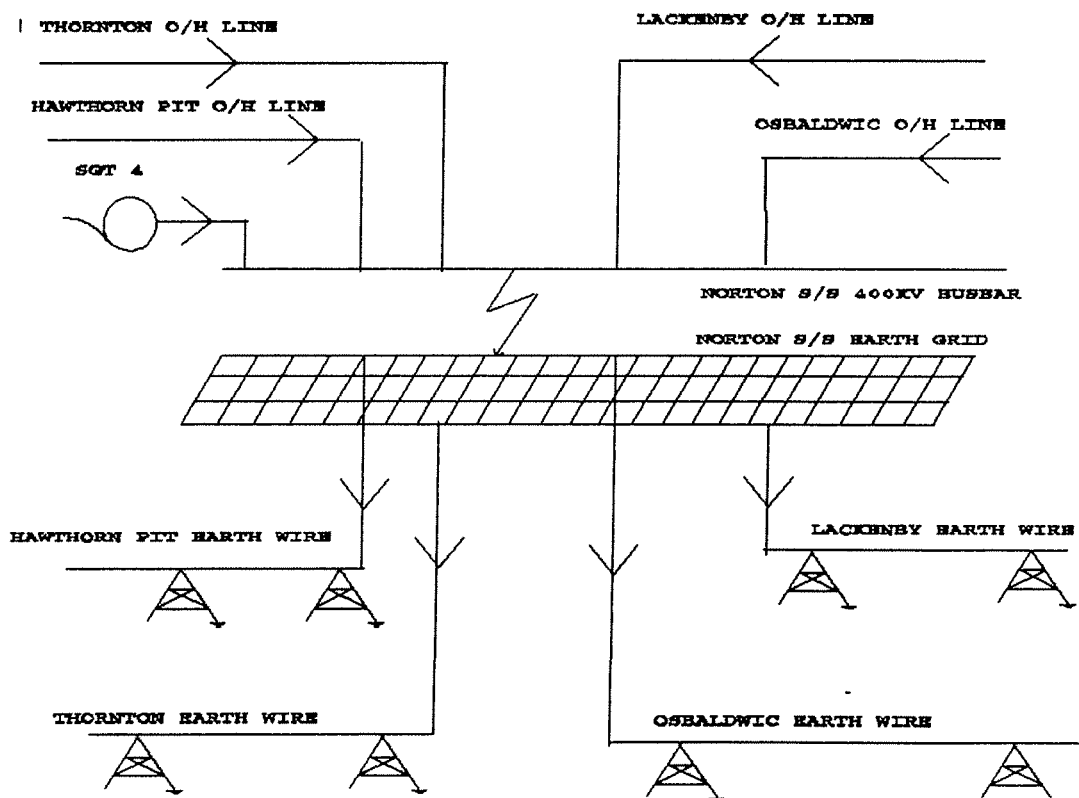 THORNTON O/H LINE
LACKENBY O/H LINE
HAWTHORN PIT O/H LINE
OSBALDWIC O/H LINE
SGT 4
NORTON S/S 400KV BUSBAR
NORTON S/S EARTH GRID
HAWTHORN PIT EARTH WIRE
LACKENBY EARTH WIRE
THORNTON EARTH WIRE
OSBALDWIC EARTH WIRE